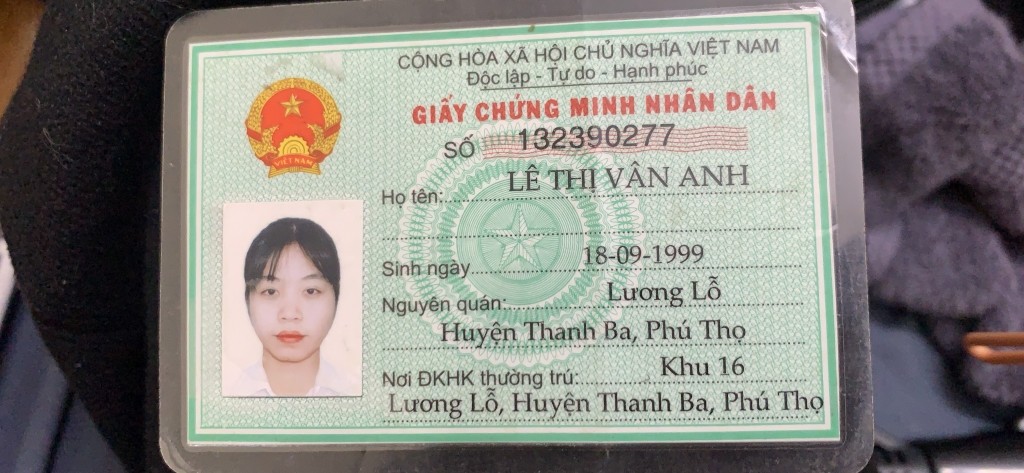 CỘNG HÒA XÃ HỘI CHỦ NGHĨA VIỆT NAM
Độc lập - Tự do - Hạnh phúc
GIẤY CHỨNG MINH NHÂN DÂN
SỐ 132390277
Họ tên: LÊ THỊ VÂN ANH
Sinh ngày 18-09-1999
Nguyên quán: Lương Lỗ
Huyện Thanh Ba, Phú Thọ
Nơi ĐKHK thường trú: Khu 16
Lương Lỗ, Huyện Thanh Ba, Phú Thọ
VIỆT NAM